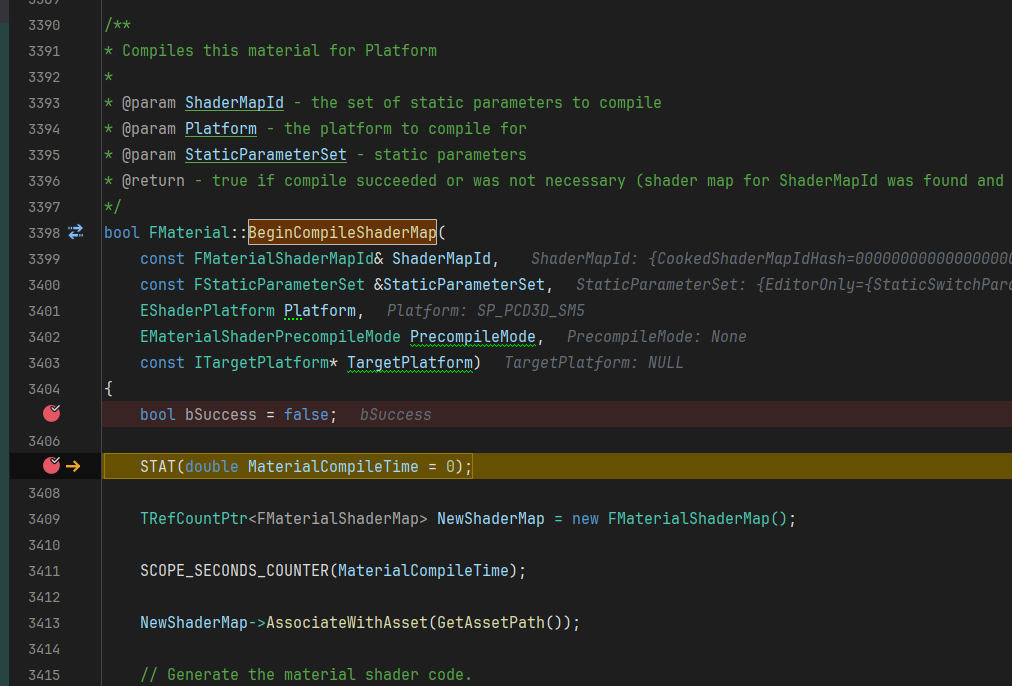 3390 /**
3391 * Compiles this material for Platform
3392 *
3393 * @param ShaderMapId - the set of static parameters to compile
3394 * @param Platform - the platform to compile for
3395 * @param StaticParameterSet - static parameters
3396 * @return - true if compile succeeded or was not necessary (shader map for ShaderMapId was found and
3397 */
3398 bool FMaterial::BeginCompileShaderMap(
3399 const FMaterialShaderMapId& ShaderMapId, ShaderMapId: {CookedShaderMapIdHash=000000000000000000
3400 const FStaticParameterSet &StaticParameterSet, StaticParameterSet: {EditorOnly={StaticSwitchPar
3401 EShaderPlatform Platform, Platform: SP_PCD3D_SM5
3402 EMaterialShaderPrecompileMode PrecompileMode, PrecompileMode: None
3403 const ITargetPlatform* TargetPlatform) TargetPlatform: NULL
3404 {
bool bSuccess = false; bSuccess
3406
STAT(double MaterialCompileTime = 0);
3408
3409 TRefCountPtr<FMaterialShaderMap> NewShaderMap = new FMaterialShaderMap();
3410
3411 SCOPE_SECONDS_COUNTER(MaterialCompileTime);
3412
3413 NewShaderMap->AssociateWithAsset(GetAssetPath());
3414
3415 // Generate the material shader code.